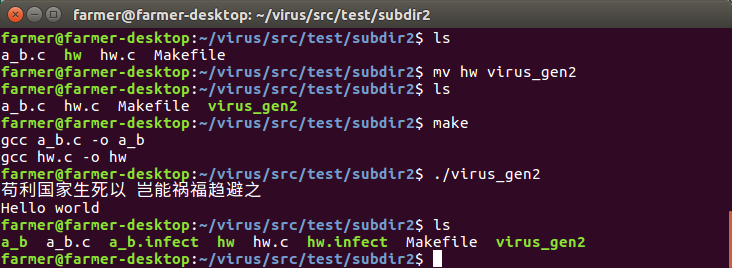 farmer@farmer-desktop: ~/virus/src/test/subdir2
farmer@farmer-desktop:~/virus/src/test/subdir2$ ls
a_b.c  hw  hw.c  Makefile
farmer@farmer-desktop:~/virus/src/test/subdir2$ mv hw virus_gen2
farmer@farmer-desktop:~/virus/src/test/subdir2$ ls
a_b.c  hw.c  Makefile  virus_gen2
farmer@farmer-desktop:~/virus/src/test/subdir2$ make
gcc a_b.c -o a_b
gcc hw.c -o hw
farmer@farmer-desktop:~/virus/src/test/subdir2$ ./virus_gen2
苟利国家生死以 岂能祸福趋避之
Hello world
farmer@farmer-desktop:~/virus/src/test/subdir2$ ls
a_b  a_b.c  a_b.infect  hw  hw.c  hw.infect  Makefile  virus_gen2
farmer@farmer-desktop:~/virus/src/test/subdir2$